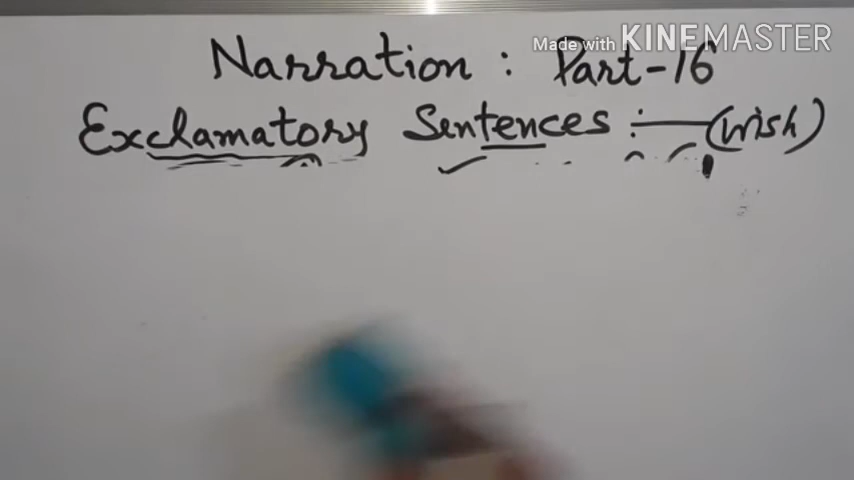 Made with KINEMASTER
Narration : Part-16
Exclamatory Sentences :— (wish)